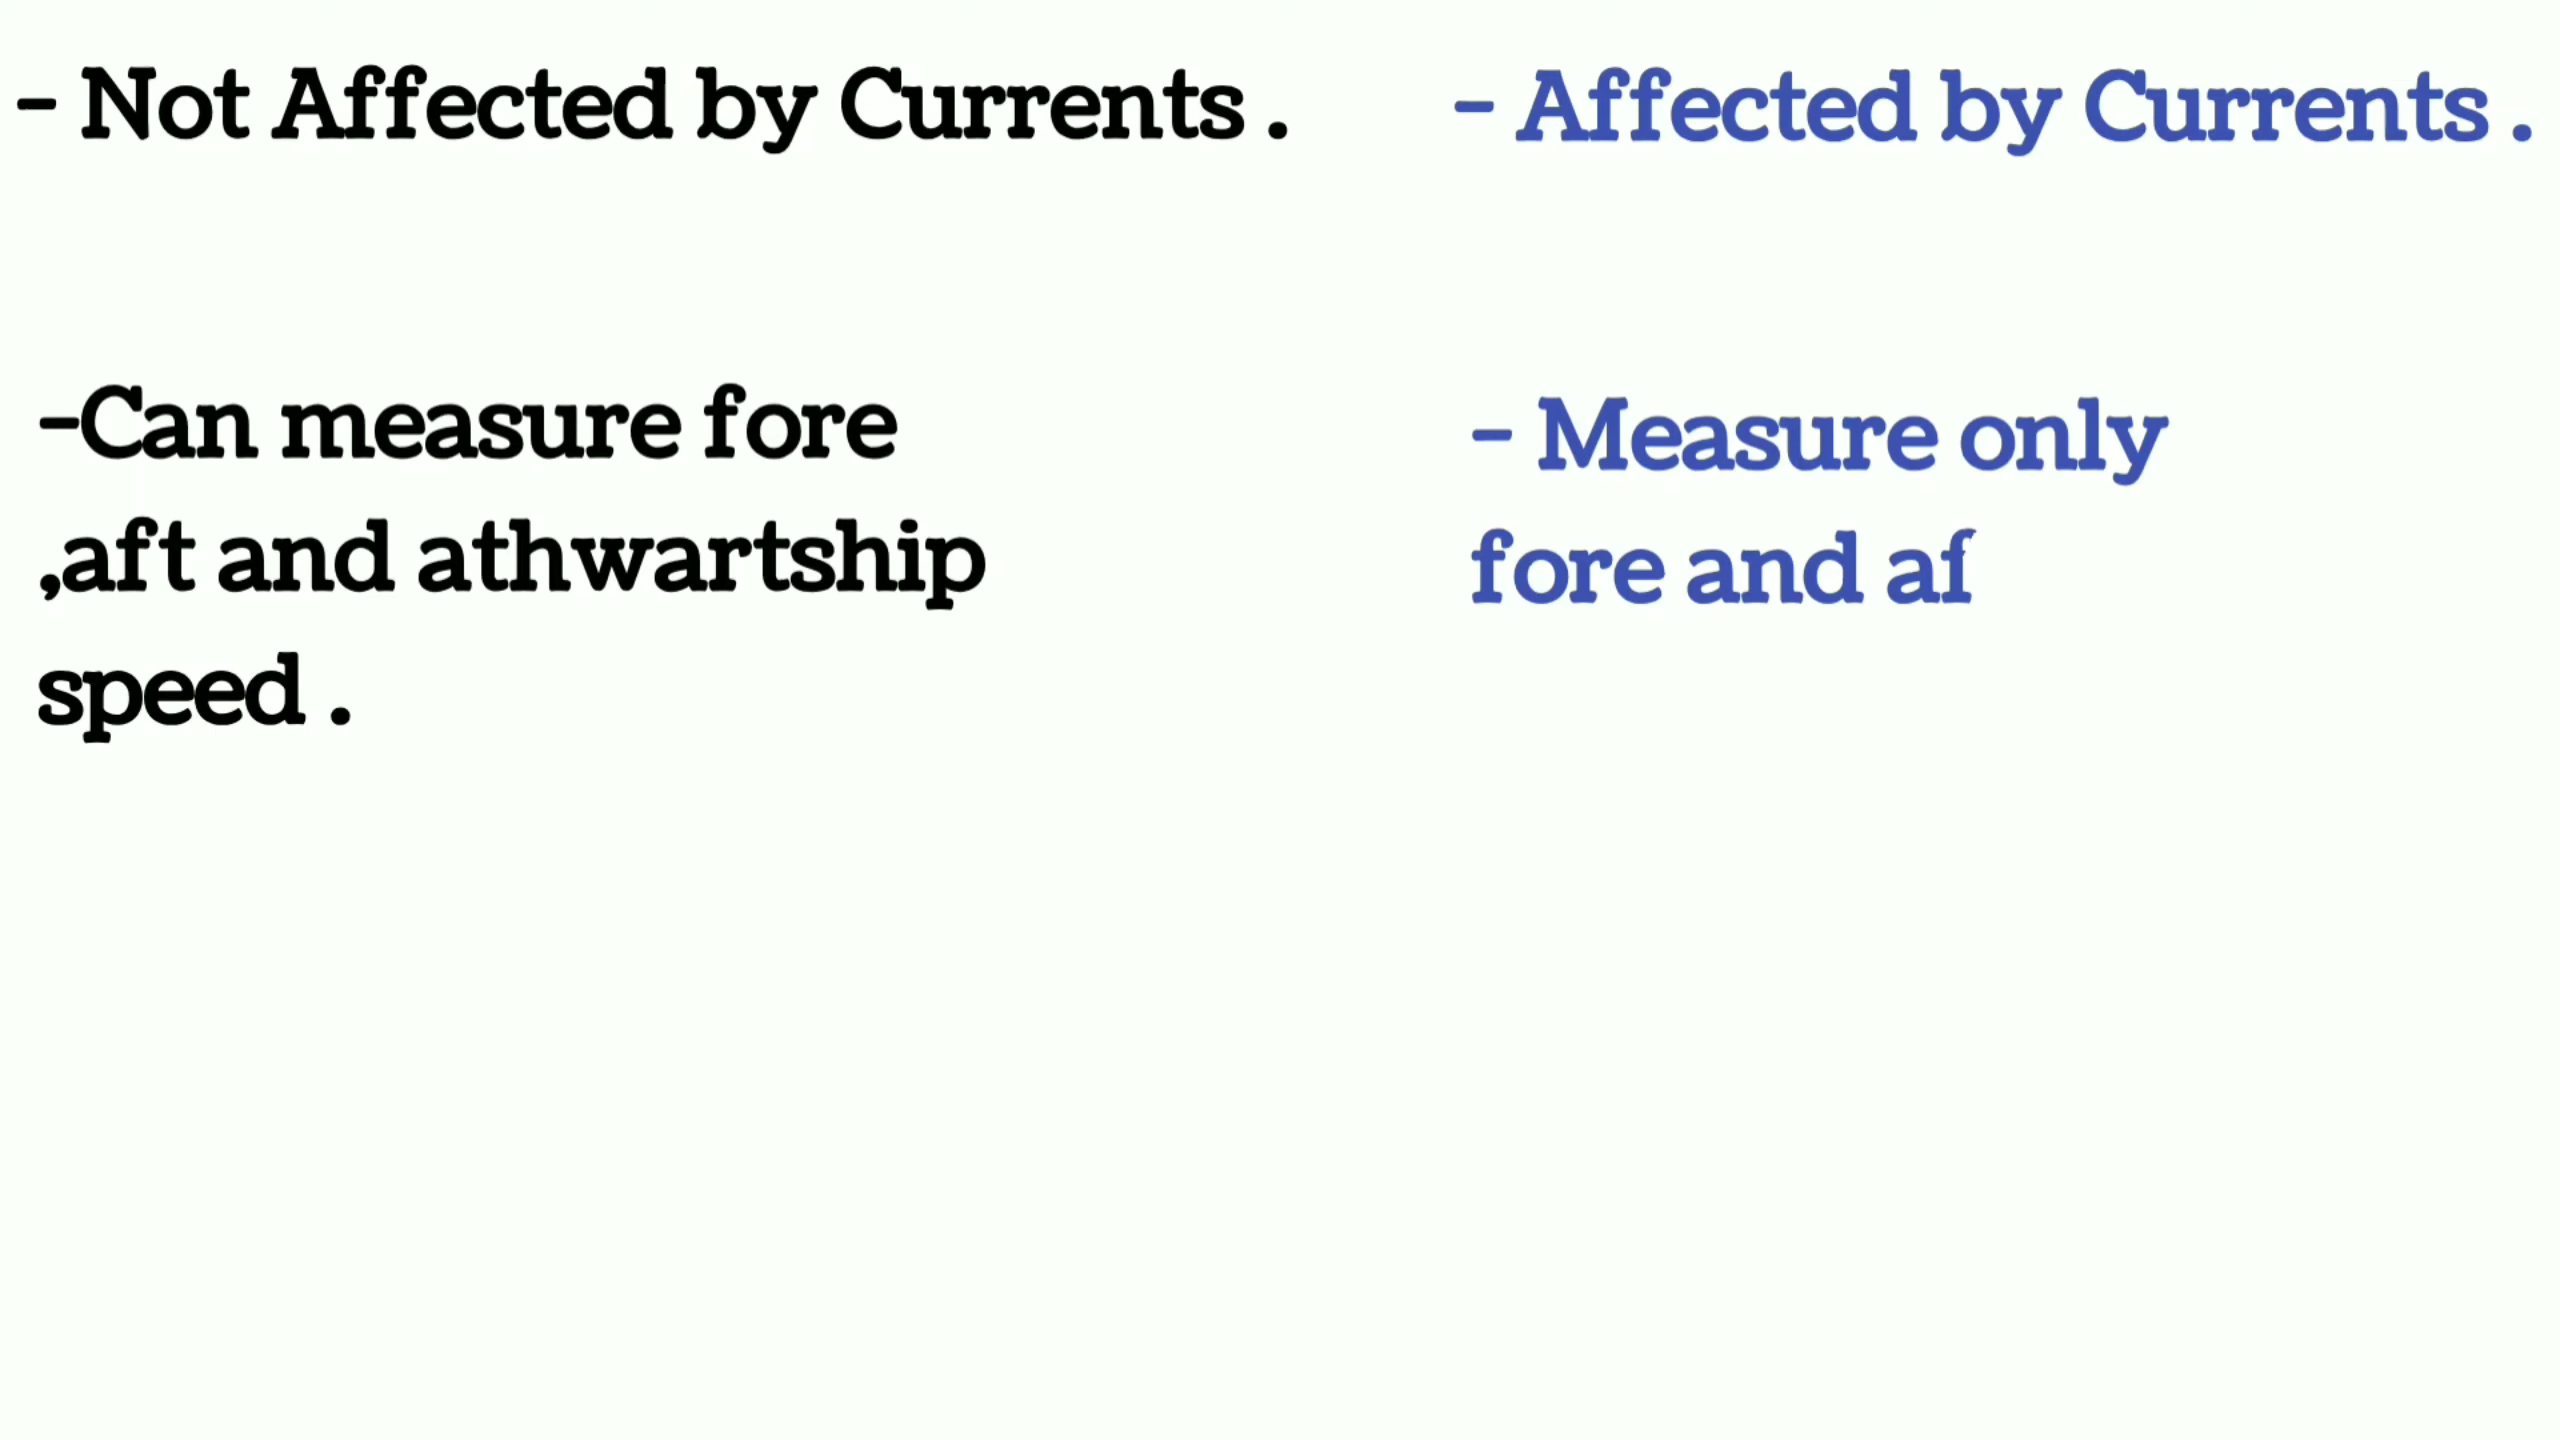 - Not Affected by Currents .
-Can measure fore
,aft and athwartship
speed .
- Affected by Currents .
- Measure only
fore and af